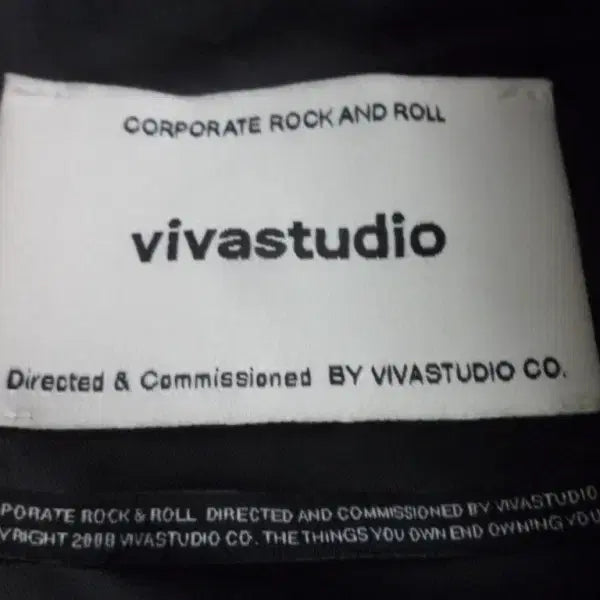 CORPORATE ROCK AND ROLL
vivastudio
Directed & Commissioned BY VIVASTUDIO CO.
PORATE ROCK & ROLL DIRECTED AND COMMISSIONED BY VIVASTUDIO
YRIGHT 2008 VIVASTUDIO CO. THE THINGS YOU OWN END OWNING YOU